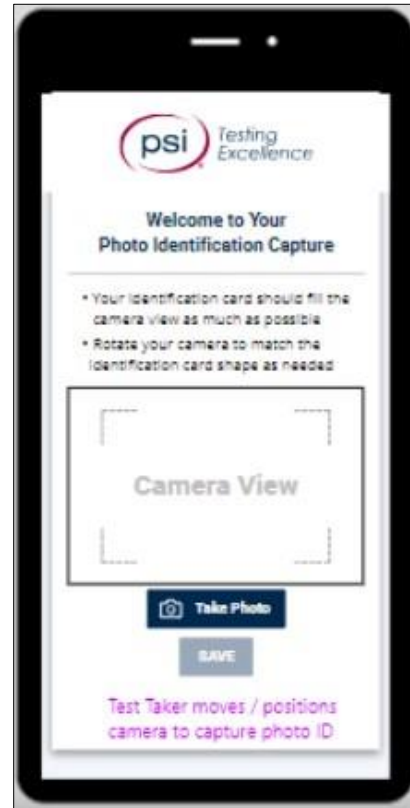 psi Testing
Excellence
Welcome to Your
Photo Identification Capture
• Your identification card should fill the
camera view as much as possible
• Rotate your camera to match the
identification card shape as needed
Camera View
Take Photo
SAVE
Test Taker moves / positions
camera to capture photo ID